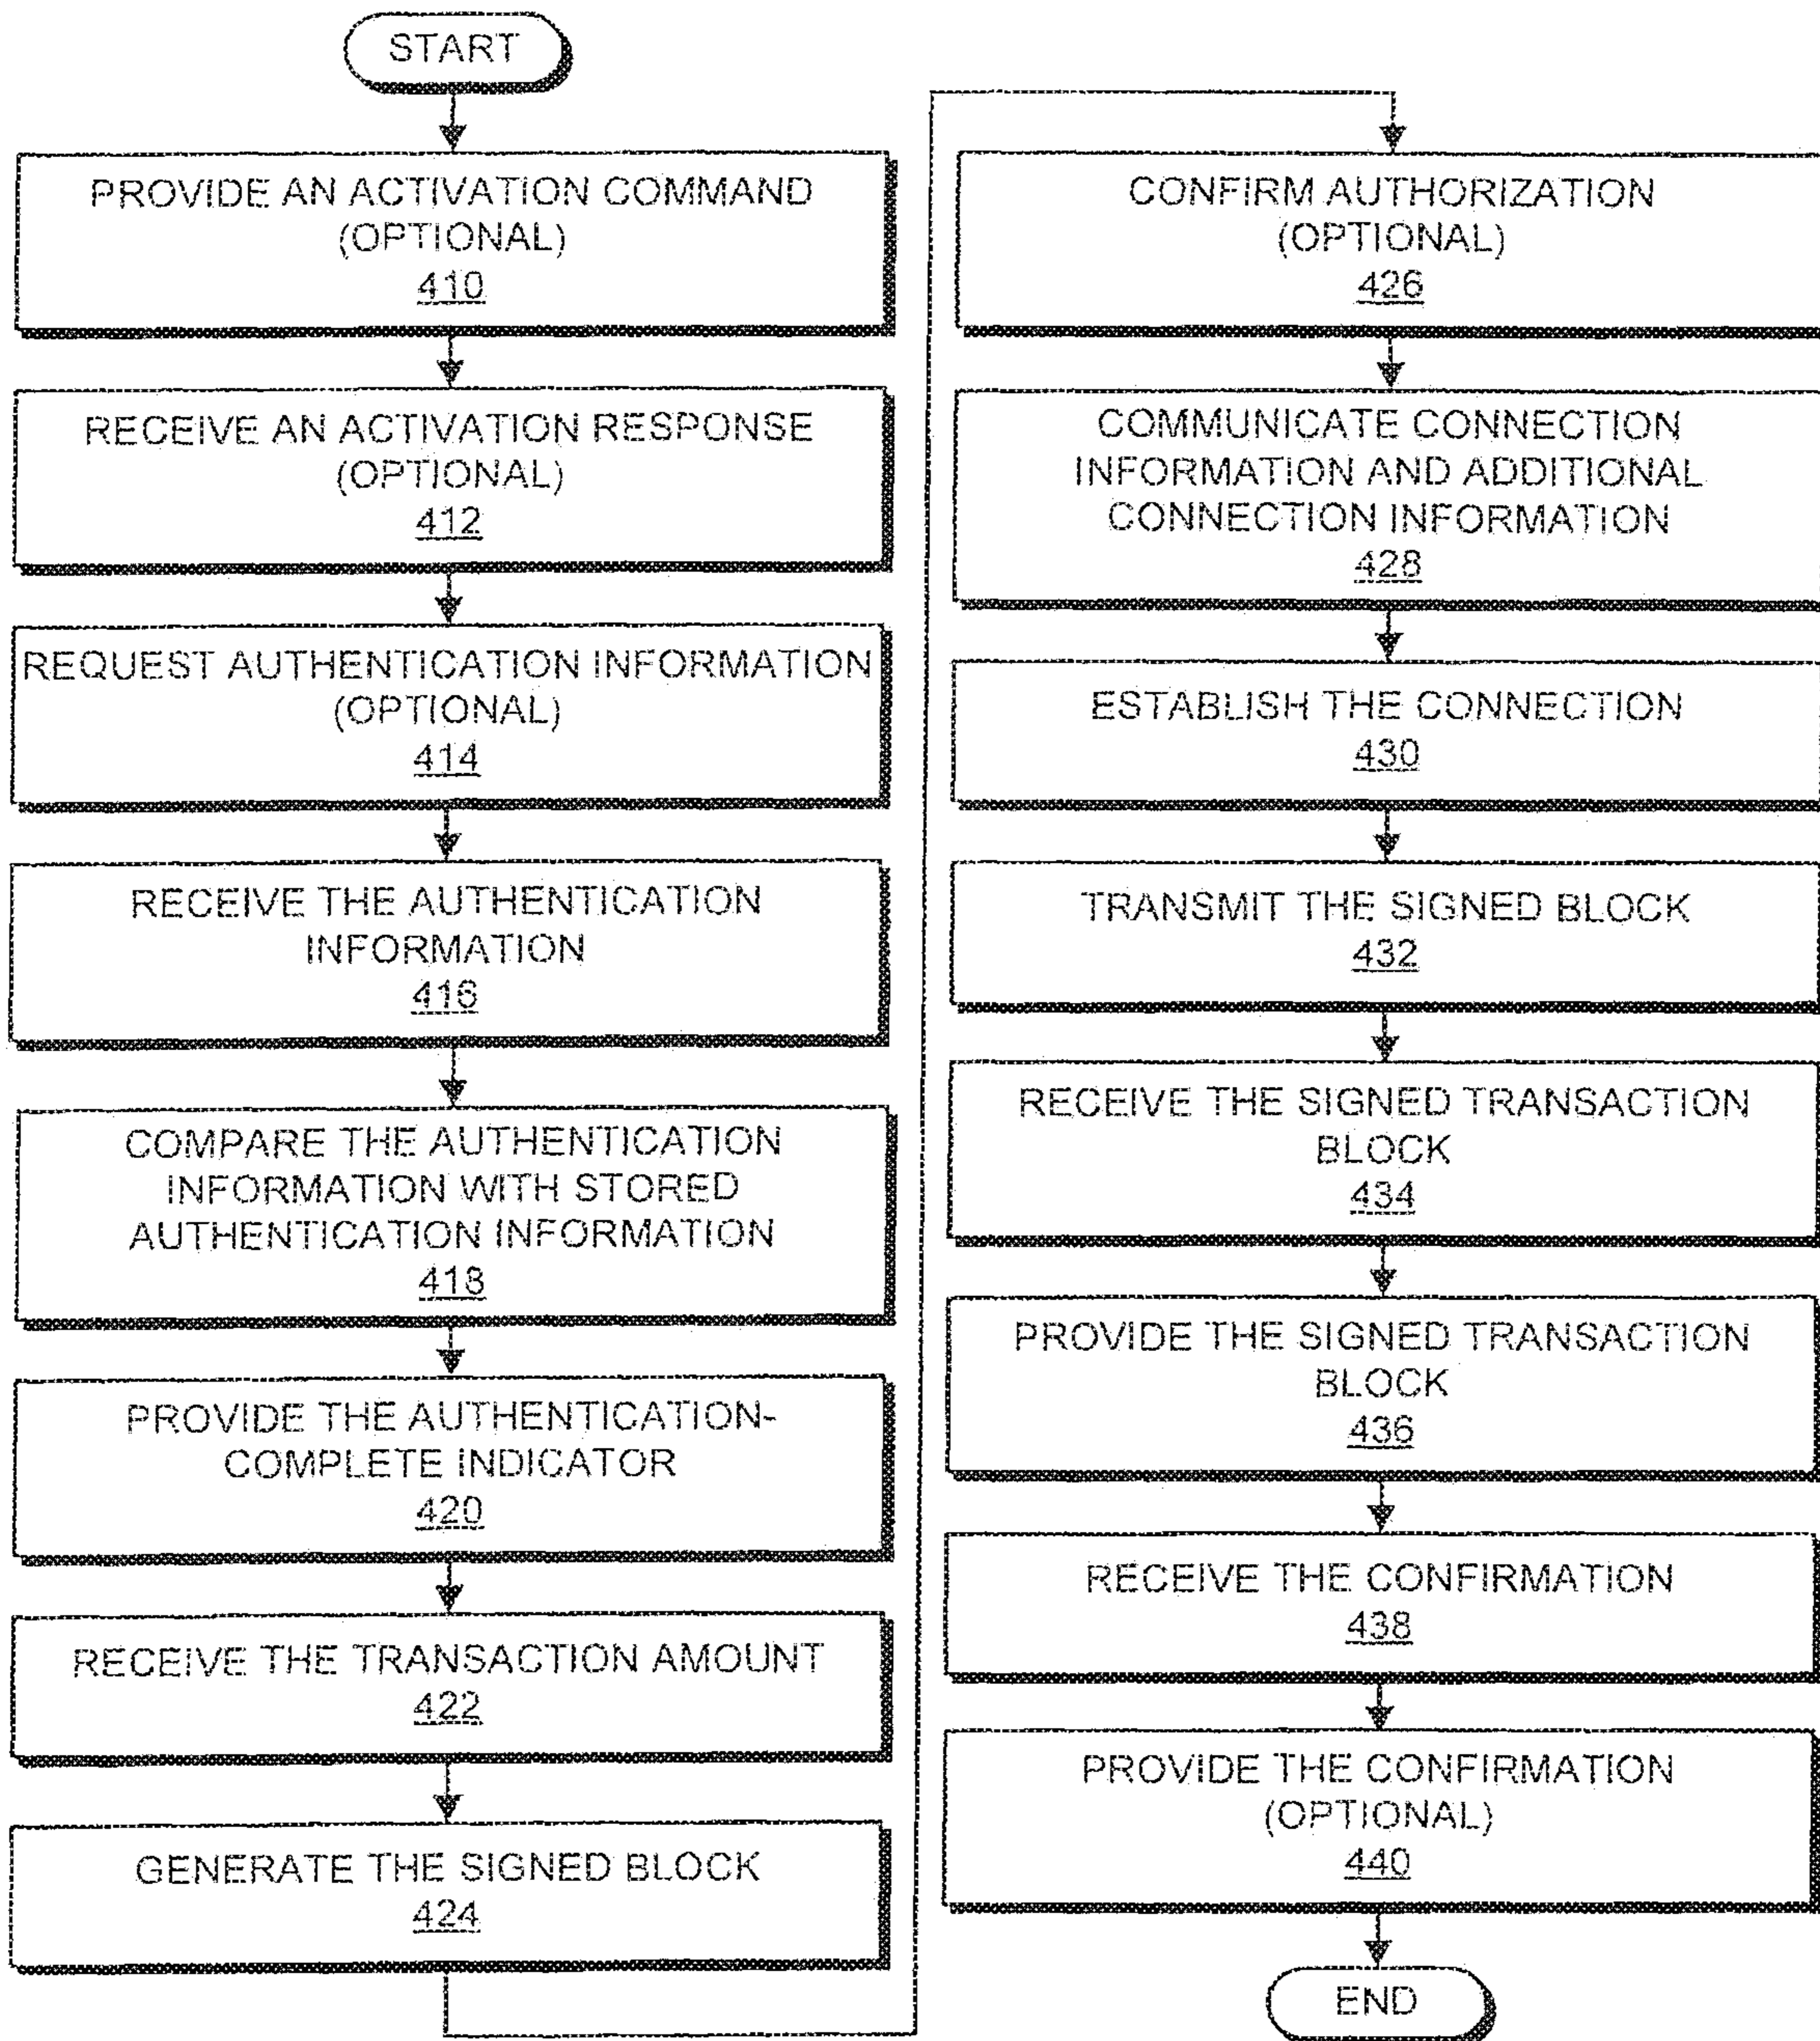 START
PROVIDE AN ACTIVATION COMMAND
(OPTIONAL)
410
RECEIVE AN ACTIVATION RESPONSE
(OPTIONAL)
412
REQUEST AUTHENTICATION INFORMATION
(OPTIONAL)
414
RECEIVE THE AUTHENTICATION
INFORMATION
416
COMPARE THE AUTHENTICATION
INFORMATION WITH STORED
AUTHENTICATION INFORMATION
418
PROVIDE THE AUTHENTICATION-
COMPLETE INDICATOR
420
RECEIVE THE TRANSACTION AMOUNT
422
GENERATE THE SIGNED BLOCK
424
CONFIRM AUTHORIZATION
(OPTIONAL)
426
COMMUNICATE CONNECTION
INFORMATION AND ADDITIONAL
CONNECTION INFORMATION
428
ESTABLISH THE CONNECTION
430
TRANSMIT THE SIGNED BLOCK
432
RECEIVE THE SIGNED TRANSACTION
BLOCK
434
PROVIDE THE SIGNED TRANSACTION
BLOCK
436
RECEIVE THE CONFIRMATION
438
PROVIDE THE CONFIRMATION
(OPTIONAL)
440
END